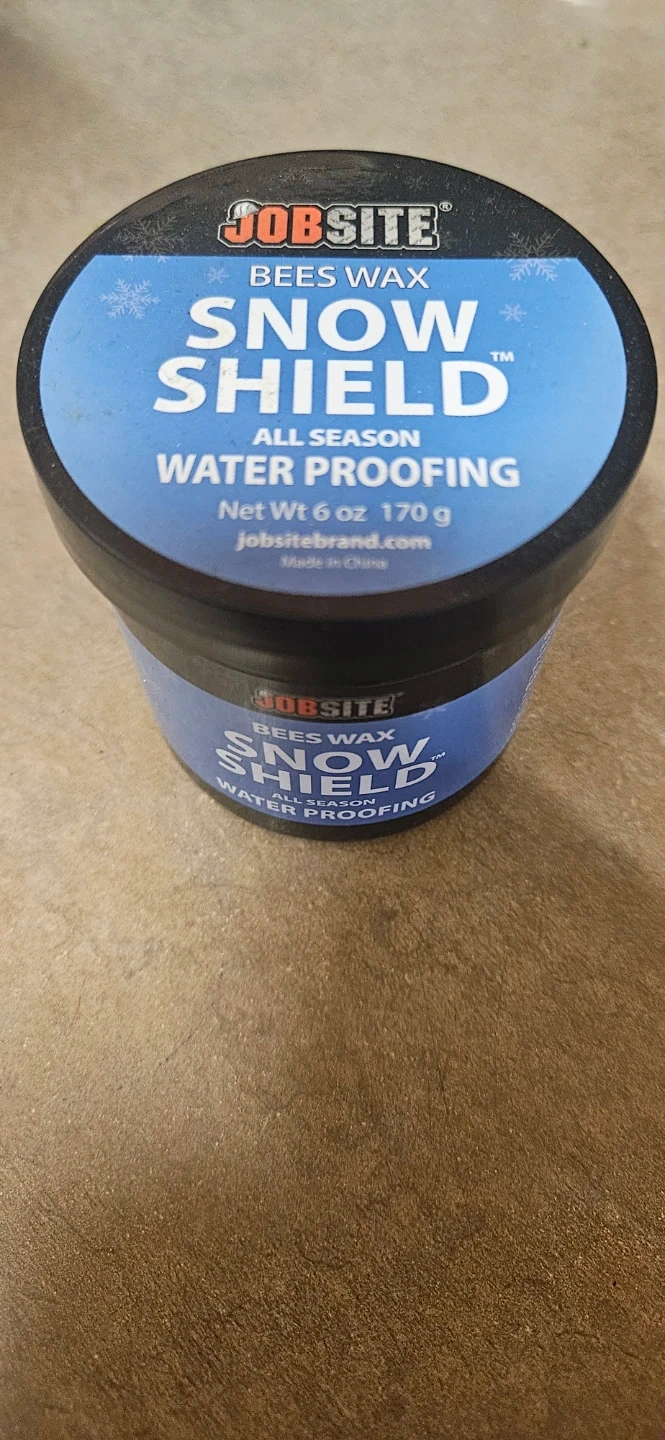 JOBSITE®
BEES WAX
SNOW
SHIELD™
ALL SEASON
WATER PROOFING
Net Wt 6 oz 170 g
jobsitebrand.com
Made in China
JOBSITE
BEES WAX
SNOW
SHIELD™
ALL SEASON
WATER PROOFING